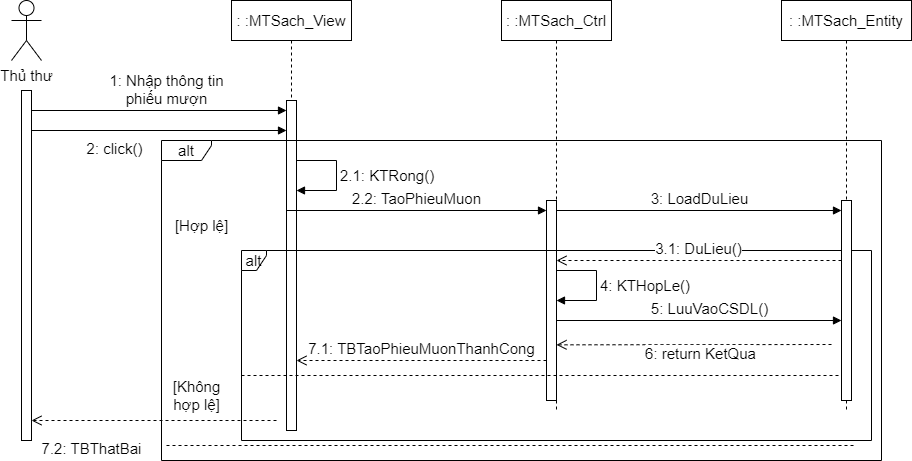 : :MTSach_View
: :MTSach_Ctrl
: :MTSach_Entity
Thủ thư
1: Nhập thông tin
phiếu mượn
2: click()
alt
2.1: KTRong()
2.2: TaoPhieuMuon
3: LoadDuLieu
[Hợp lệ]
3.1: DuLieu()
alt
4: KTHopLe()
5: LuuVaoCSDL()
7.1: TBTaoPhieuMuonThanhCong
6: return KetQua
[Không
hợp lệ]
7.2: TBThatBai